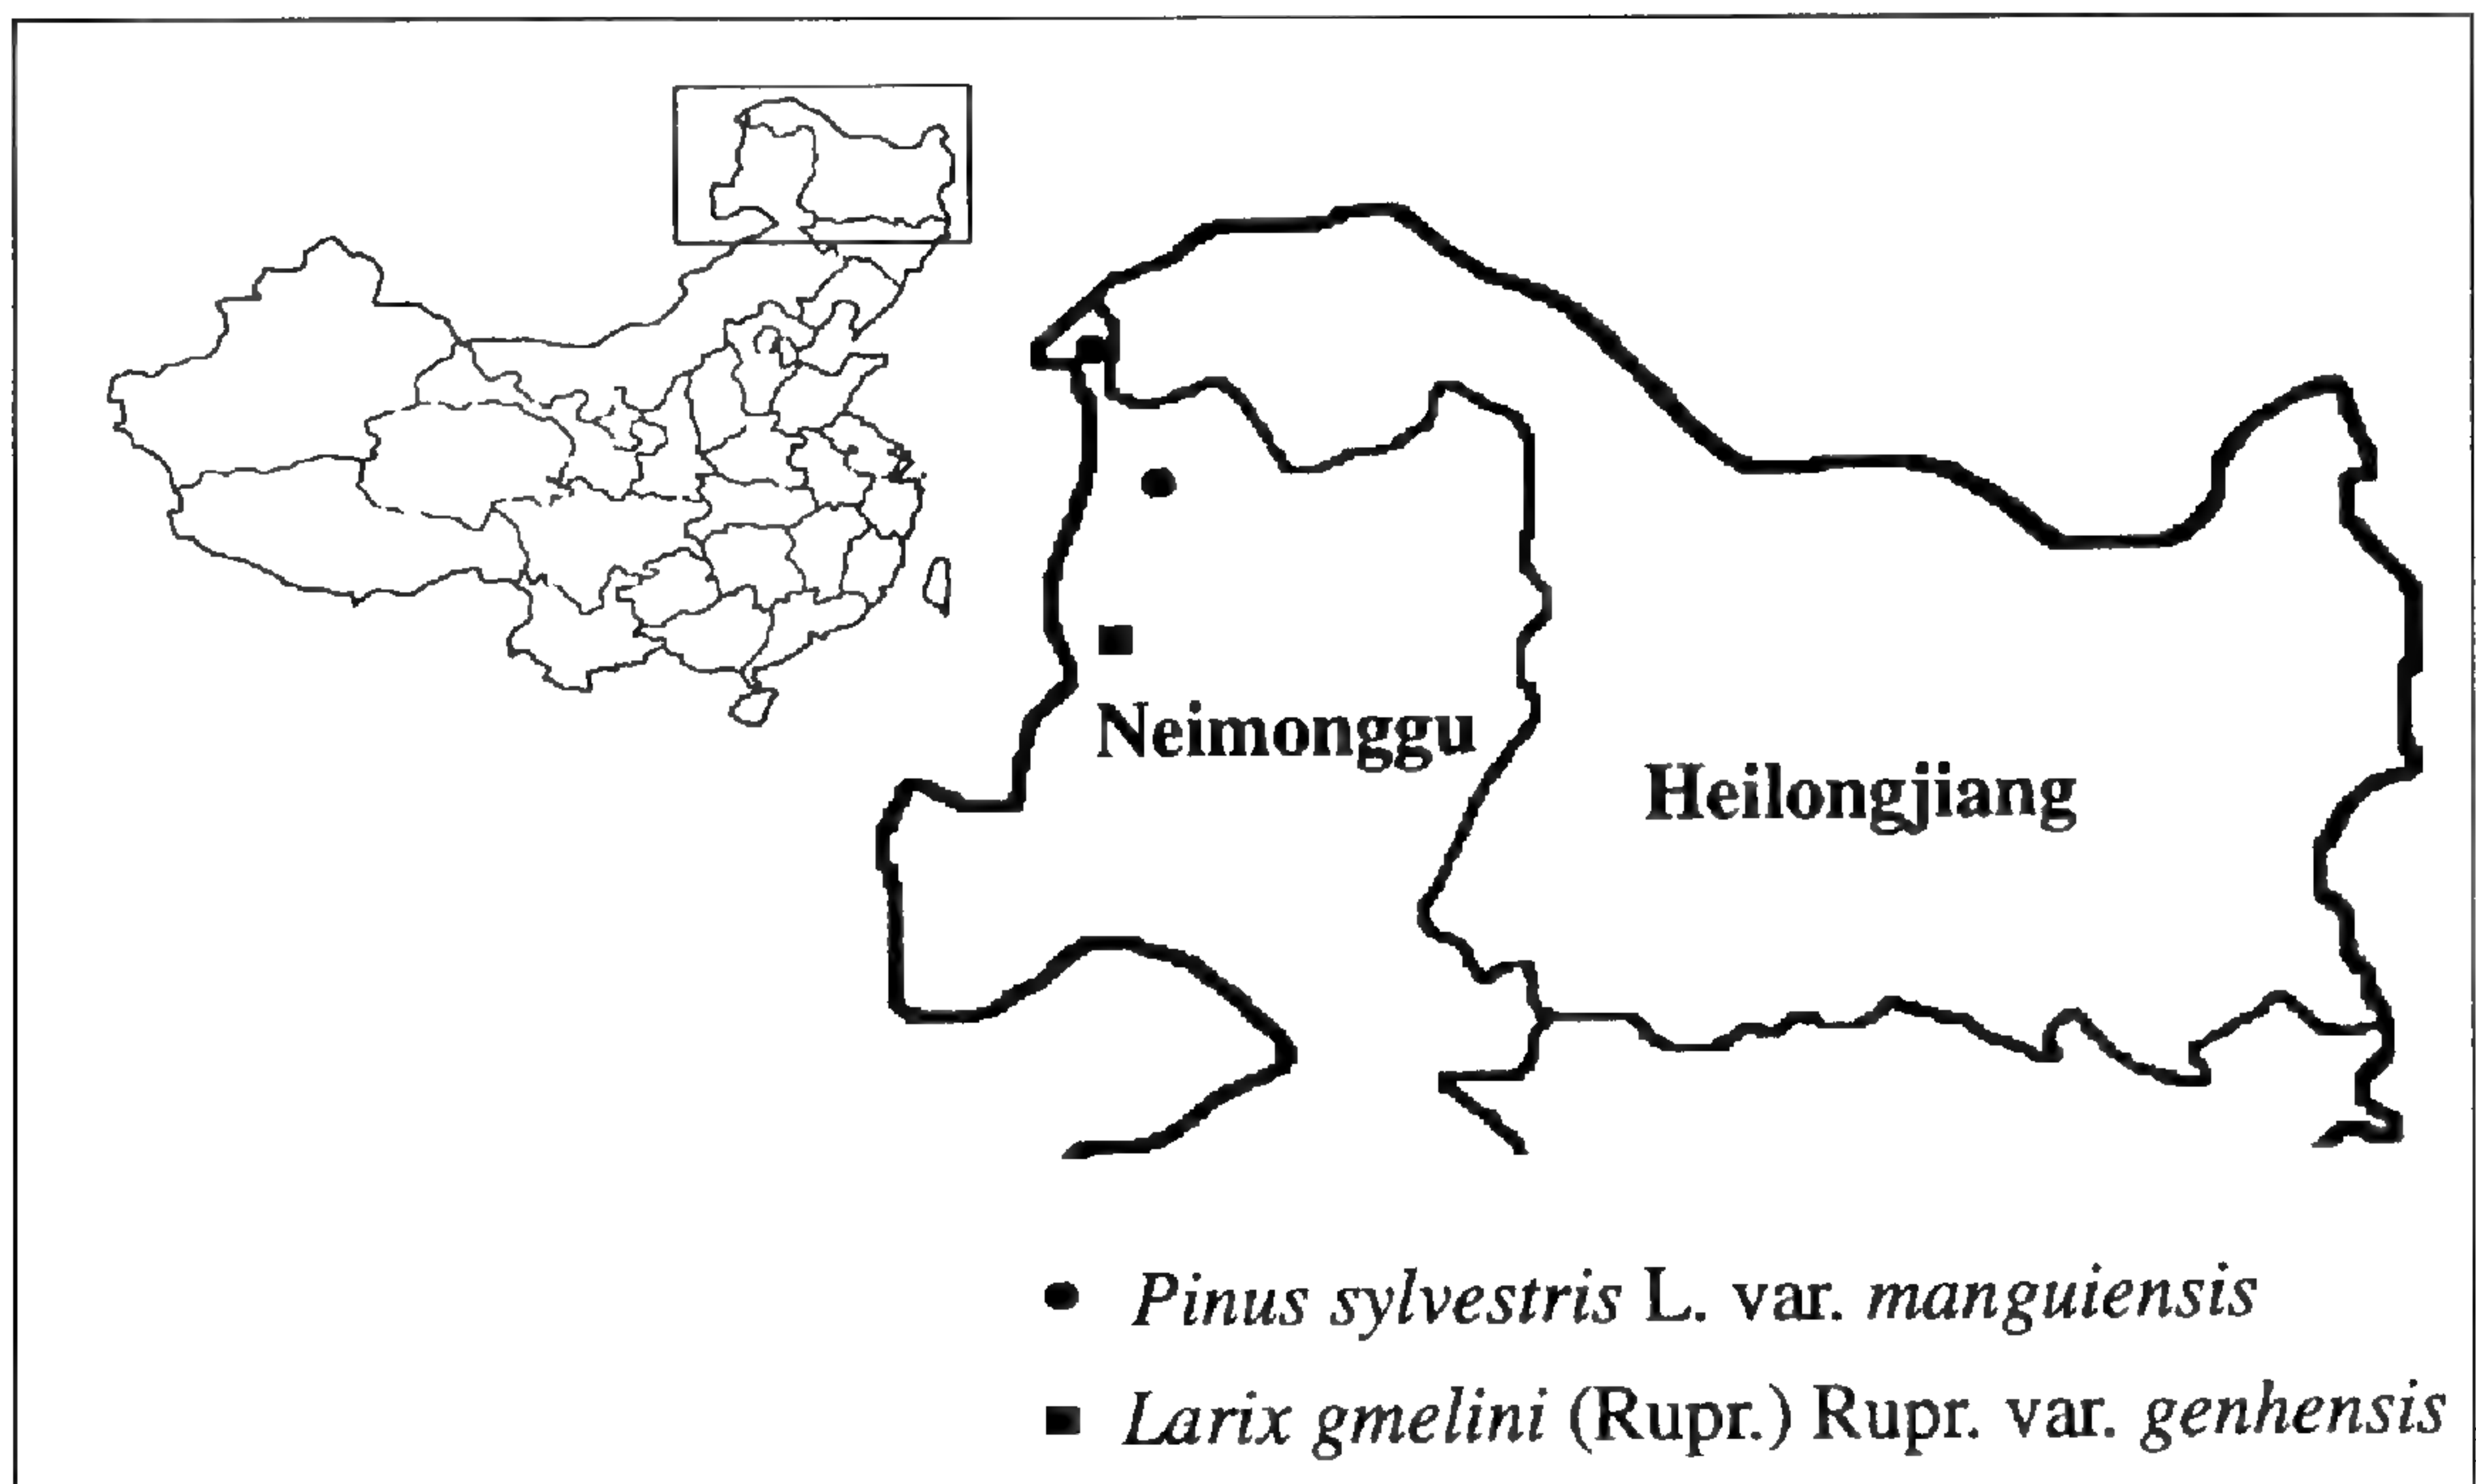 Neimonggu
Heilongjiang
Pinus sylvestris L. var. manguiensis
Larix gmelini (Rupr.) Rupr. var. genhensis